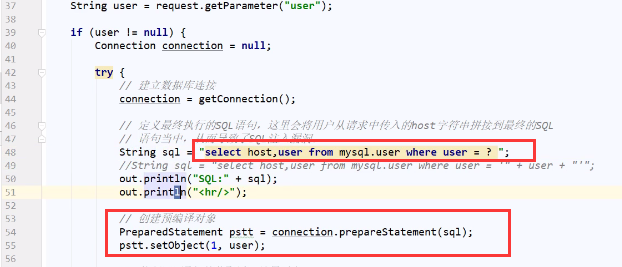 37 String user = request.getParameter("user");
38
39 if (user != null) {
40 Connection connection = null;
41
42 try {
43 // 建立数据库连接
44 connection = getConnection();
45
46 // 定义最终执行的SQL语句，这里会将用户从请求中传入的host字符串拼接到最终的SQL
47 // 语句当中，从而导致了SQL注入漏洞
48 String sql = "select host,user from mysql.user where user = ? ";
49 //String sql = "select host,user from mysql.user where user = '" + user + "'";
50 out.println("SQL:" + sql);
51 out.println("<hr/>");
52
53 // 创建预编译对象
54 PreparedStatement pstt = connection.prepareStatement(sql);
55 pstt.setObject(1, user);
56